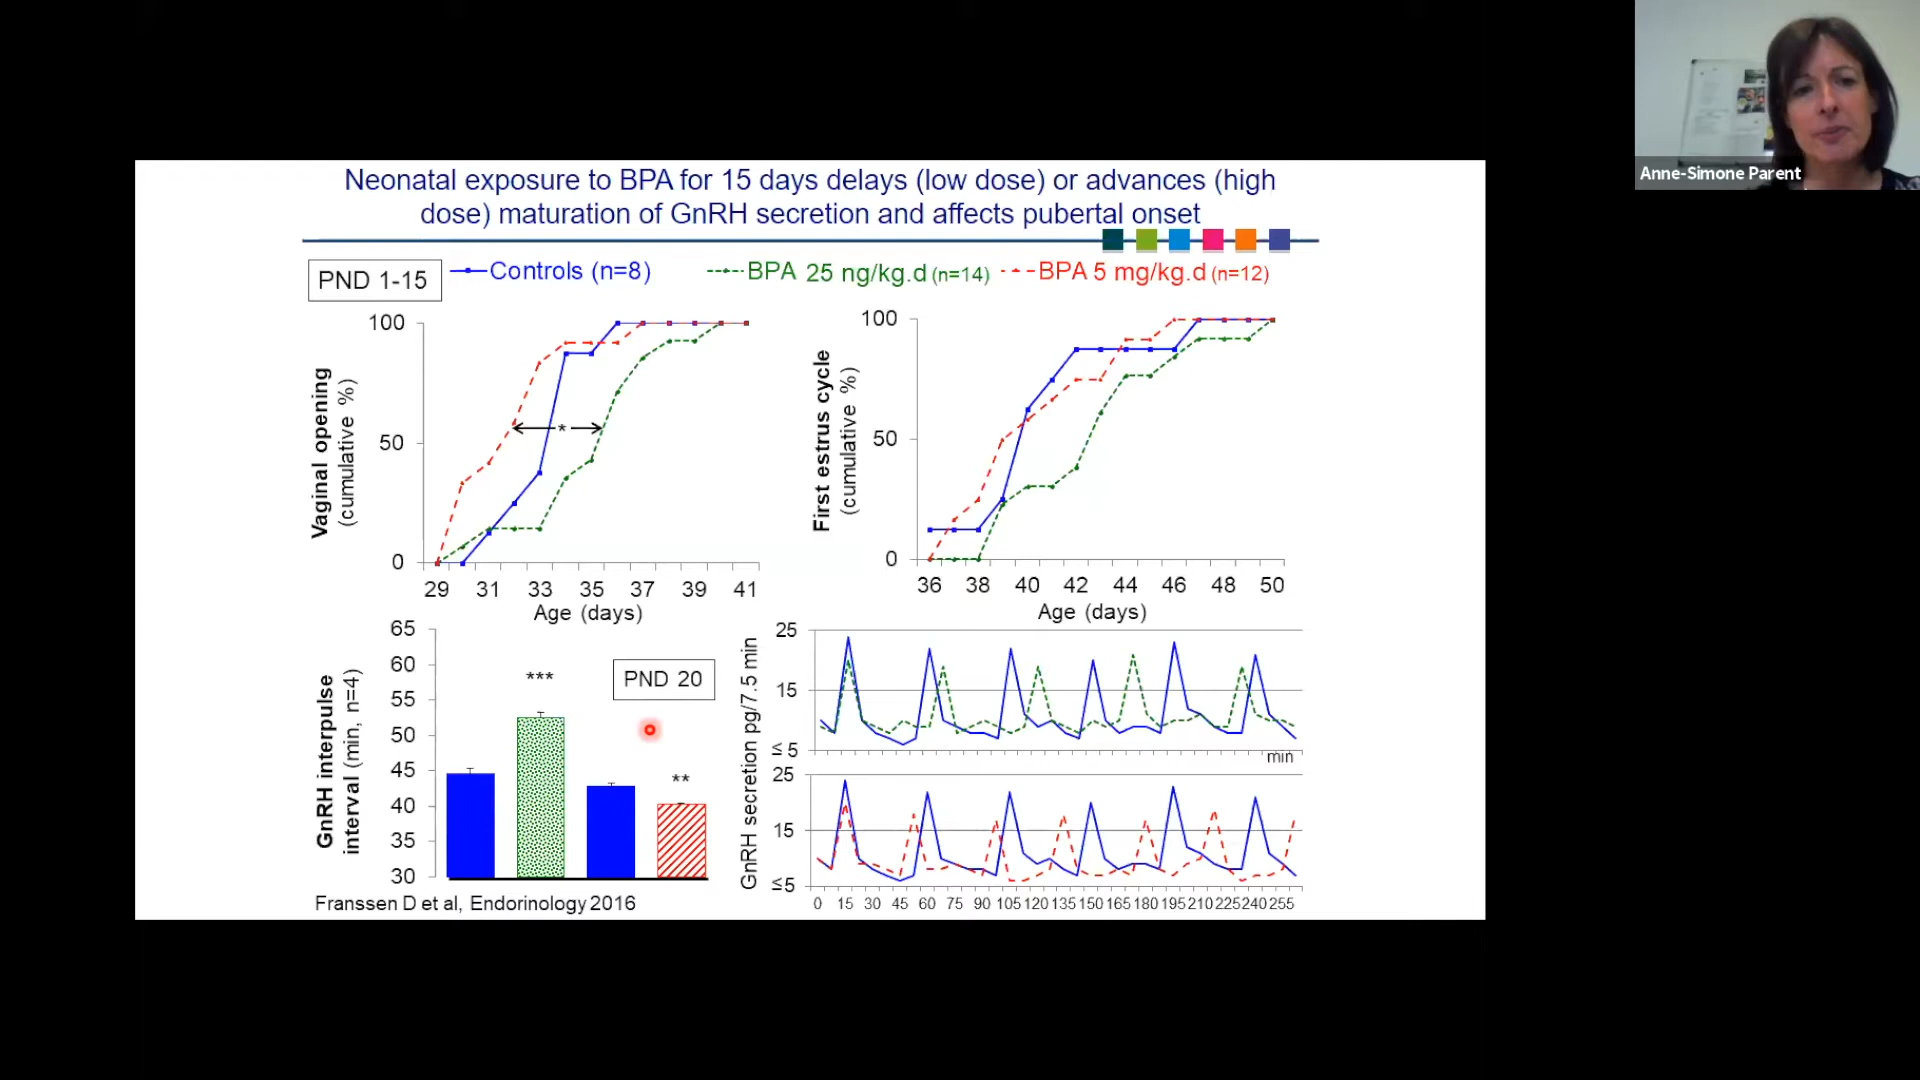 Neonatal exposure to BPA for 15 days delays (low dose) or advances (high
dose) maturation of GnRH secretion and affects pubertal onset
PND 1-15
Controls (n=8)
BPA 25 ng/kg.d (n=14)
BPA 5 mg/kg.d (n=12)
Vaginal opening
(cumulative %)
100
50
0
*
29 31 33 35 37 39 41
Age (days)
First estrus cycle
(cumulative %)
100
50
0
36 38 40 42 44 46 48 50
Age (days)
GnRH interpulse
interval (min, n=4)
65
60
55
50
45
40
35
30
***
PND 20
**
GnRH secretion pg/7.5 min
25
15
≤5
min
25
15
≤5
0 15 30 45 60 75 90 105 120 135 150 165 180 195 210 225 240 255
Franssen D et al, Endorinology 2016
Anne-Simone Parent